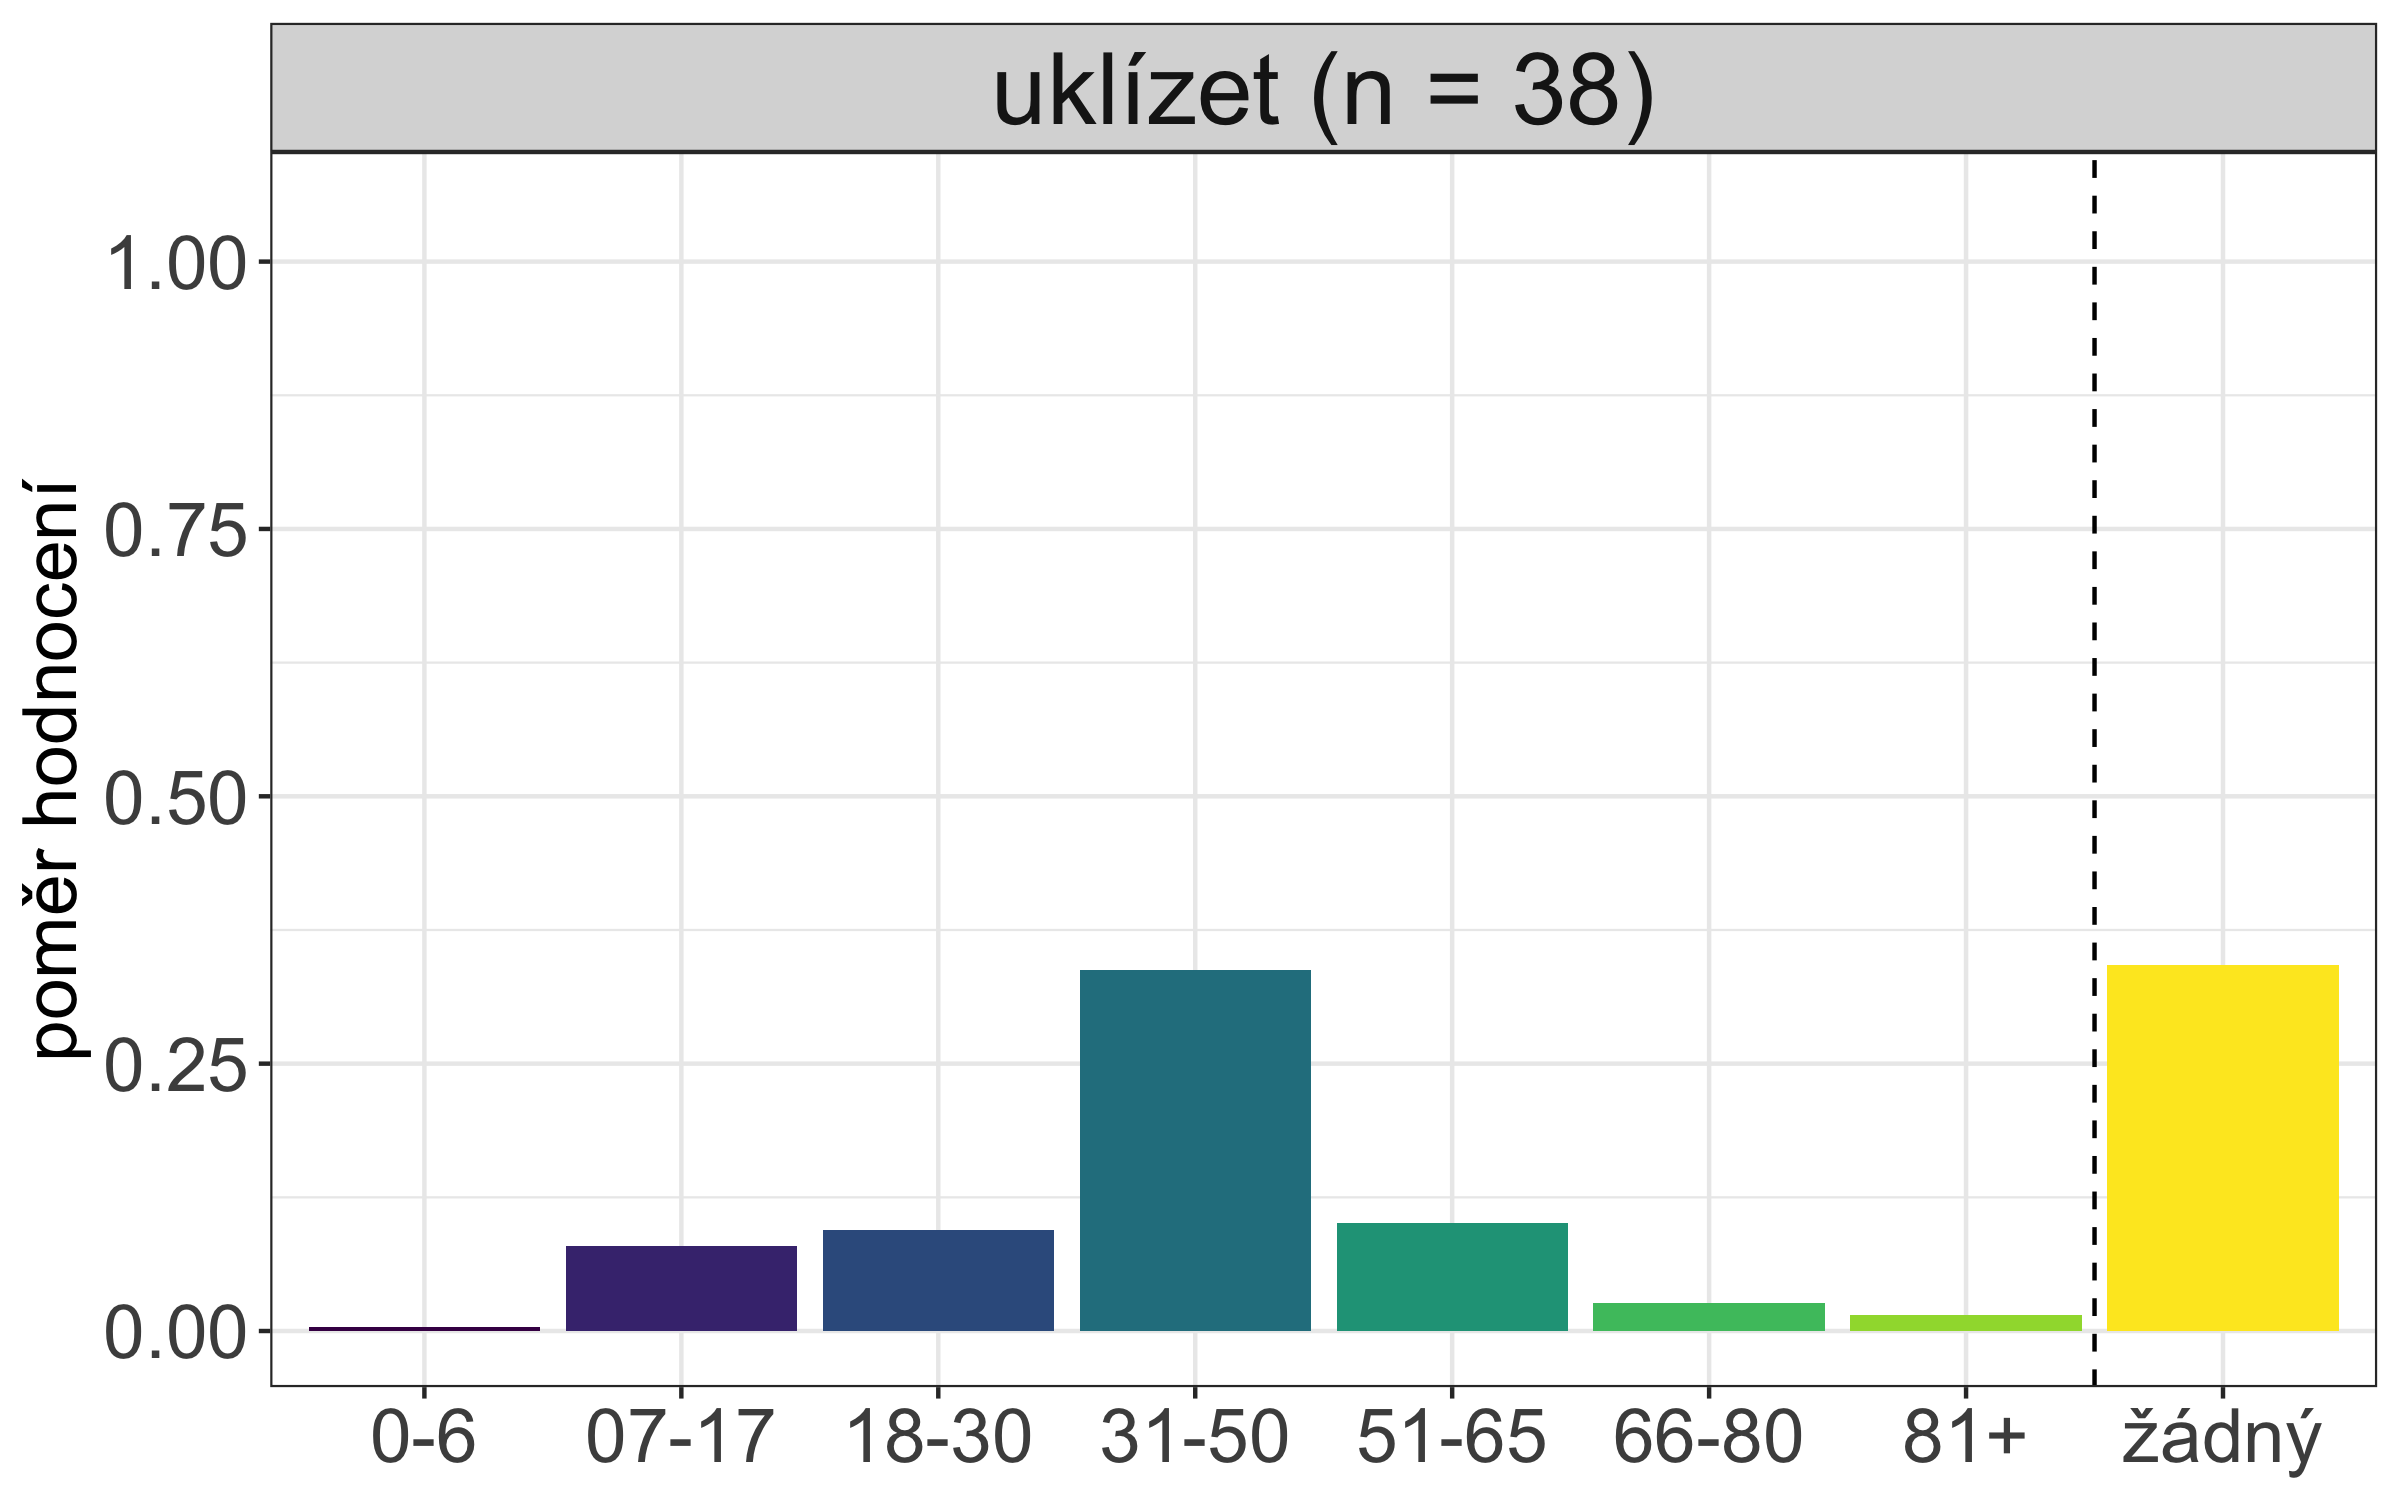 uklízet (n = 38)
poměr hodnocení
1.00
0.75
0.50
0.25
0.00
0-6 07-17 18-30 31-50 51-65 66-80 81+ žádný